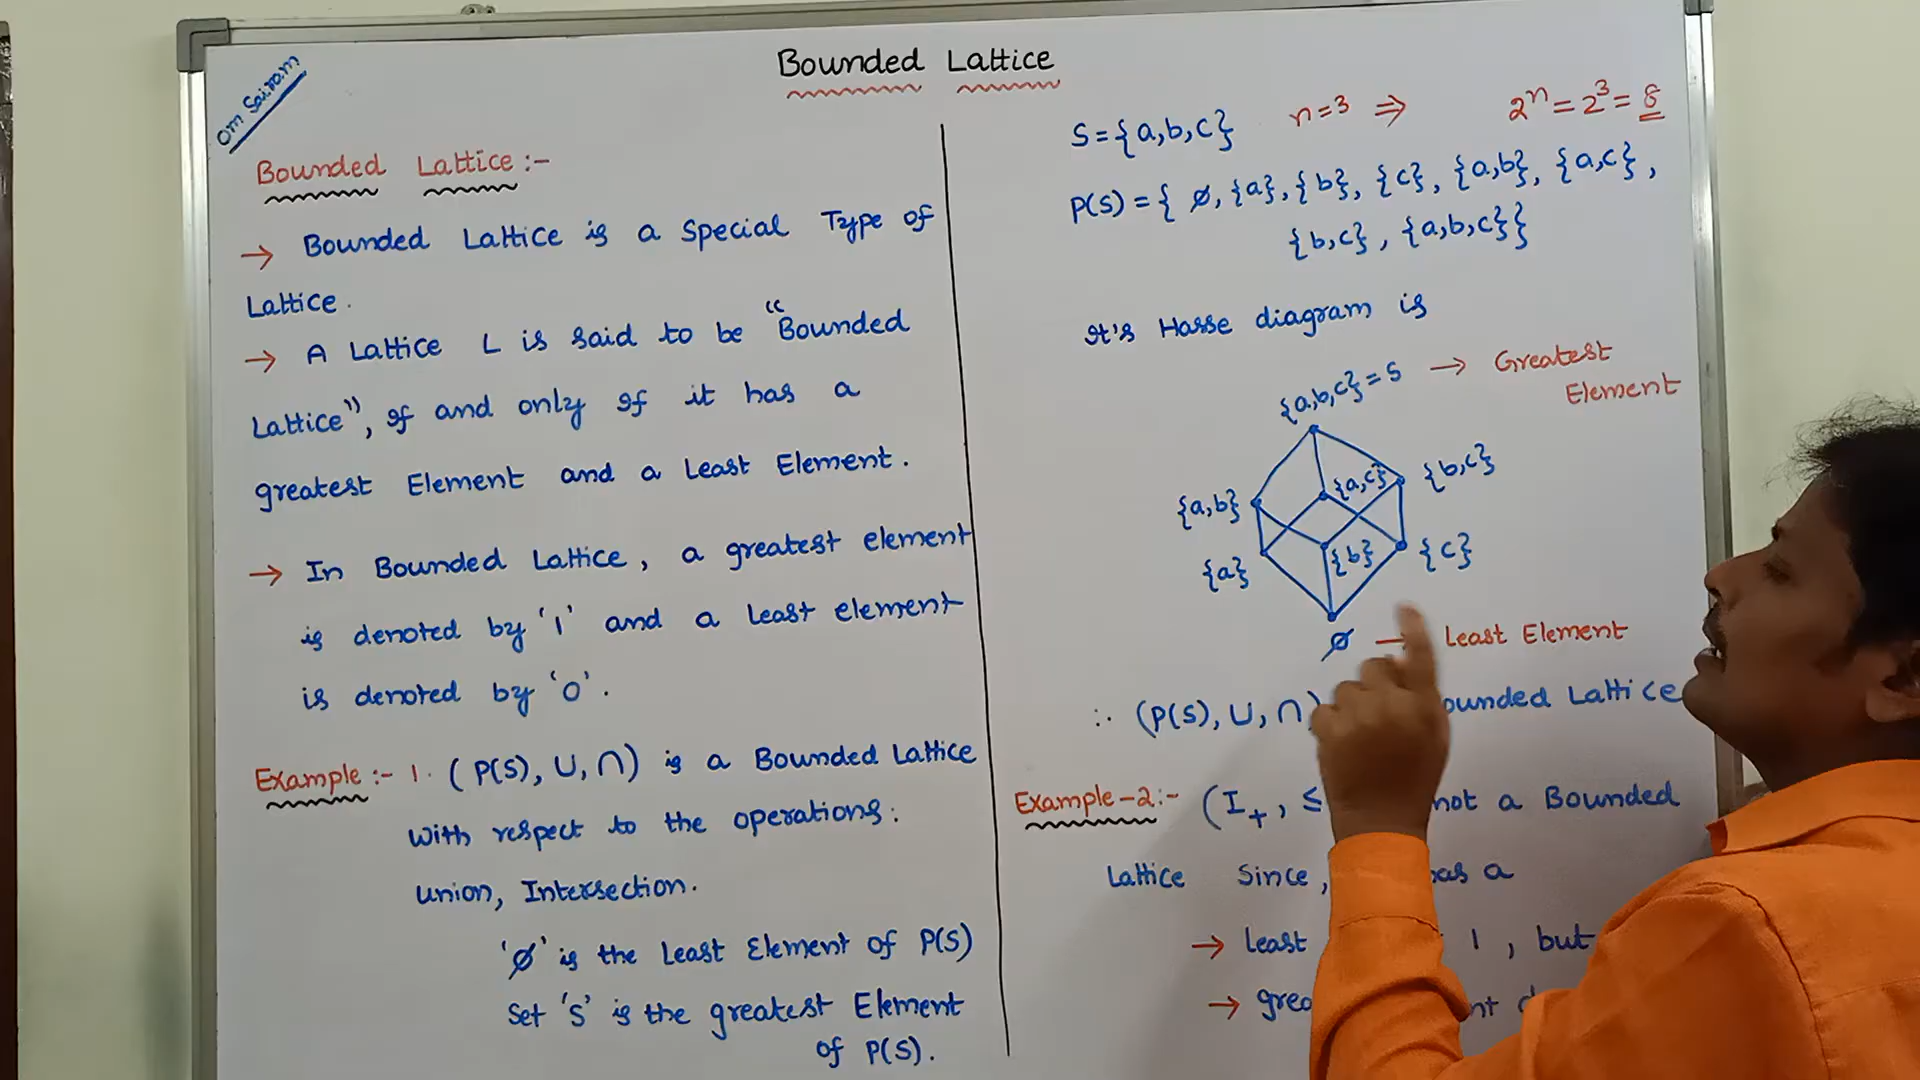 Om Sairam
Bounded Lattice
Bounded Lattice :-
→ Bounded Lattice is a Special Type of
Lattice.
→ A Lattice L is said to be "Bounded
Lattice", If and only If it has a
greatest Element and a Least Element.
→ In Bounded Lattice, a greatest element
is denoted by '1' and a Least element
is denoted by '0'.
Example :- 1. (P(S), ∪, ∩) is a Bounded Lattice
With respect to the operations:
Union, Intersection.
'∅' is the Least Element of P(S)
Set 'S' is the greatest Element
of P(S).
S = {a,b,c} n=3 ⇒ 2^n = 2^3 = 8
P(S) = { ∅, {a}, {b}, {c}, {a,b}, {a,c},
{b,c}, {a,b,c}}
It's Hasse diagram is
{a,b,c} = S → Greatest
Element
{a,b} {a,c} {b,c}
{a} {b} {c}
∅ → Least Element
∴ (P(S), ∪, ∩) ounded Lattice
Example-2:- (I₊, ≤ not a Bounded
Lattice Since, has a
→ Least 1, but
→ grea